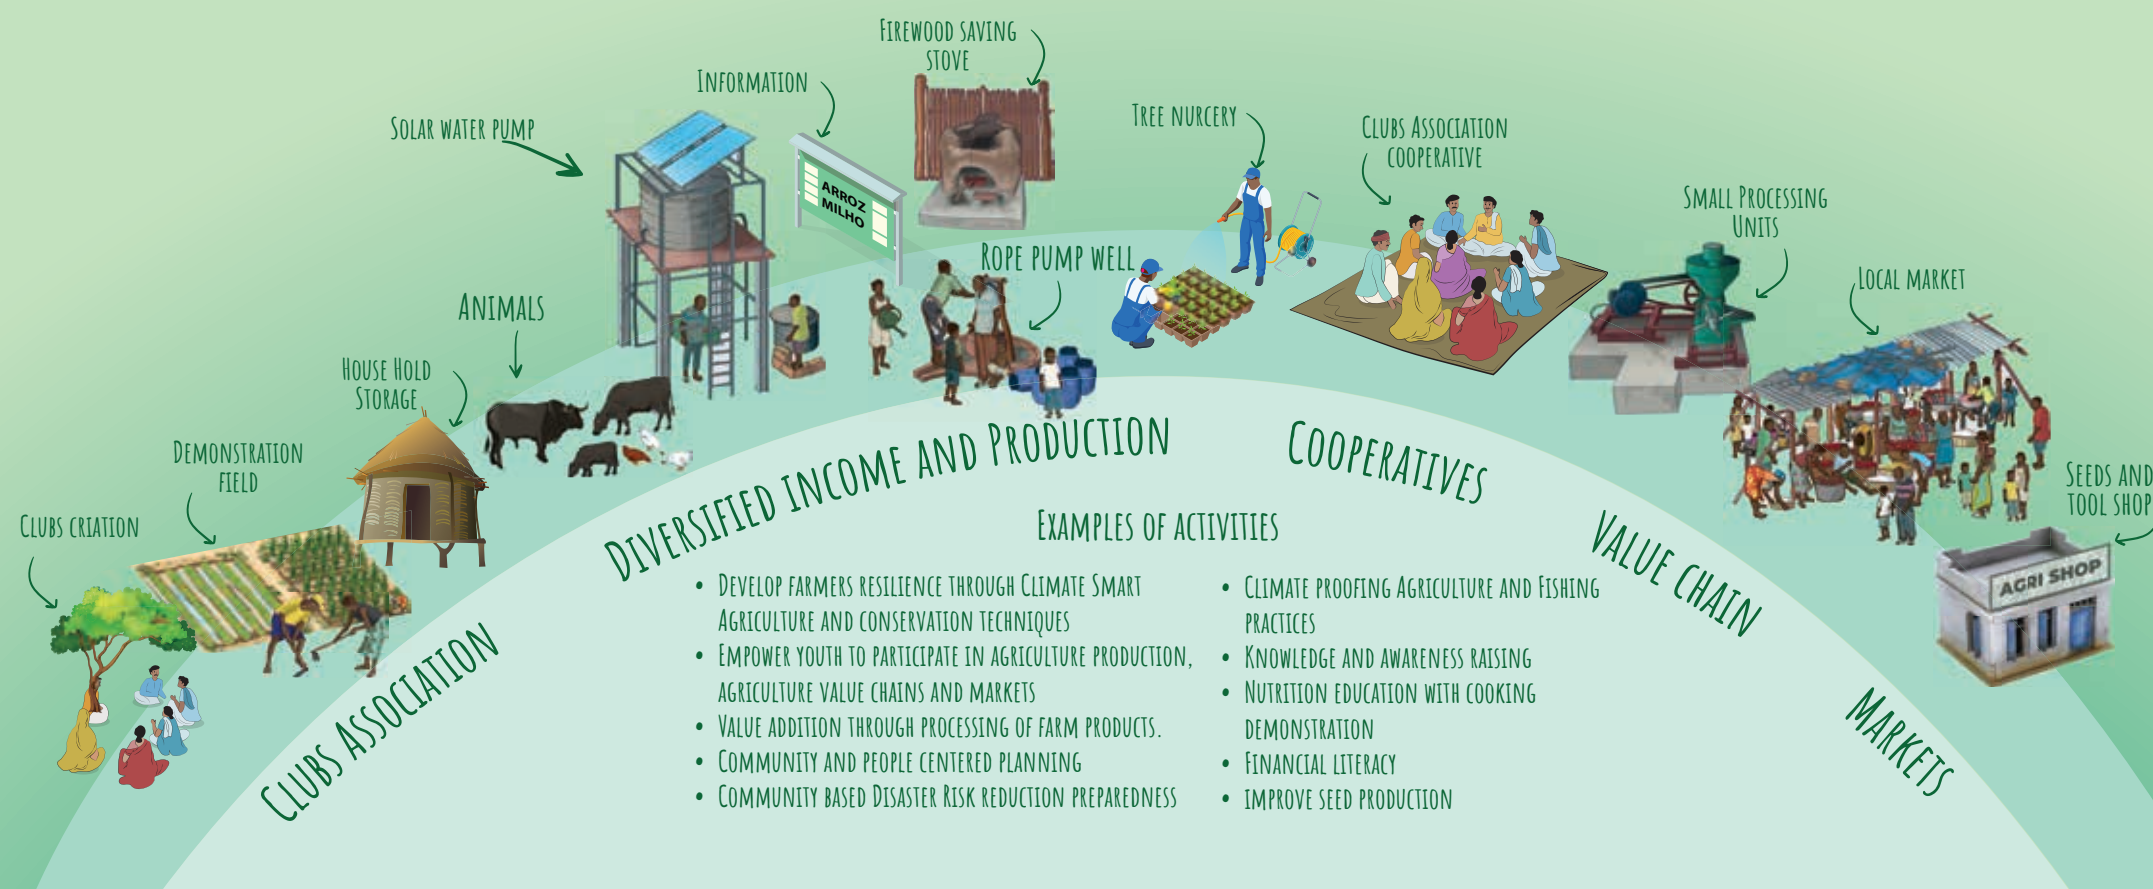 Firewood saving
stove
Information
Solar water pump
Tree nurcery
Clubs Association
cooperative
Small Processing
Units
ARROZ
MILHO
Rope pump well
Local market
Animals
House Hold
Storage
Demonstration
field
Clubs criation
Seeds and
tool shop
AGRI SHOP
Clubs Association
Diversified income and Production
Cooperatives
Value chain
Markets
Examples of activities
• Develop farmers resilience through Climate Smart
Agriculture and conservation techniques
• Empower youth to participate in agriculture production,
agriculture value chains and markets
• Value addition through processing of farm products.
• Community and people centered planning
• Community based Disaster Risk reduction preparedness
• Climate proofing Agriculture and Fishing
practices
• Knowledge and awareness raising
• Nutrition education with cooking
demonstration
• Financial literacy
• improve seed production